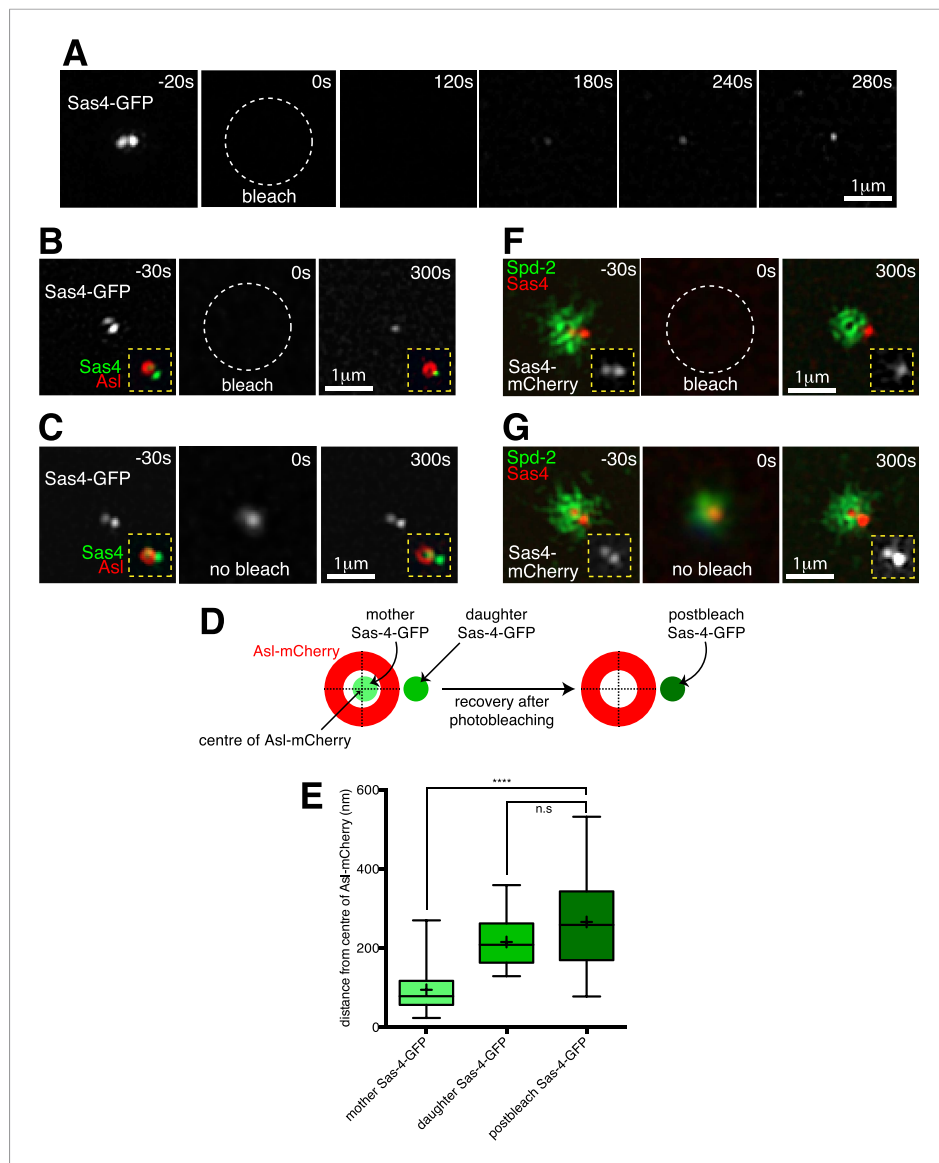 A
Sas4-GFP
-20s
0s
bleach
120s
180s
240s
280s
1µm
B
Sas4-GFP
-30s
Sas4
Asl
0s
bleach
300s
1µm
F
Spd-2
Sas4
-30s
Sas4-
mCherry
0s
bleach
300s
1µm
C
Sas4-GFP
-30s
Sas4
Asl
0s
no bleach
300s
1µm
G
Spd-2
Sas4
-30s
Sas4-
mCherry
0s
no bleach
300s
1µm
D
Asl-mCherry
mother
Sas-4-GFP
daughter
Sas-4-GFP
centre of Asl-mCherry
recovery after
photobleaching
postbleach
Sas-4-GFP
E
distance from centre of Asl-mCherry (nm)
600
400
200
0
****
n.s
mother Sas-4-GFP
daughter Sas-4-GFP
postbleach Sas-4-GFP